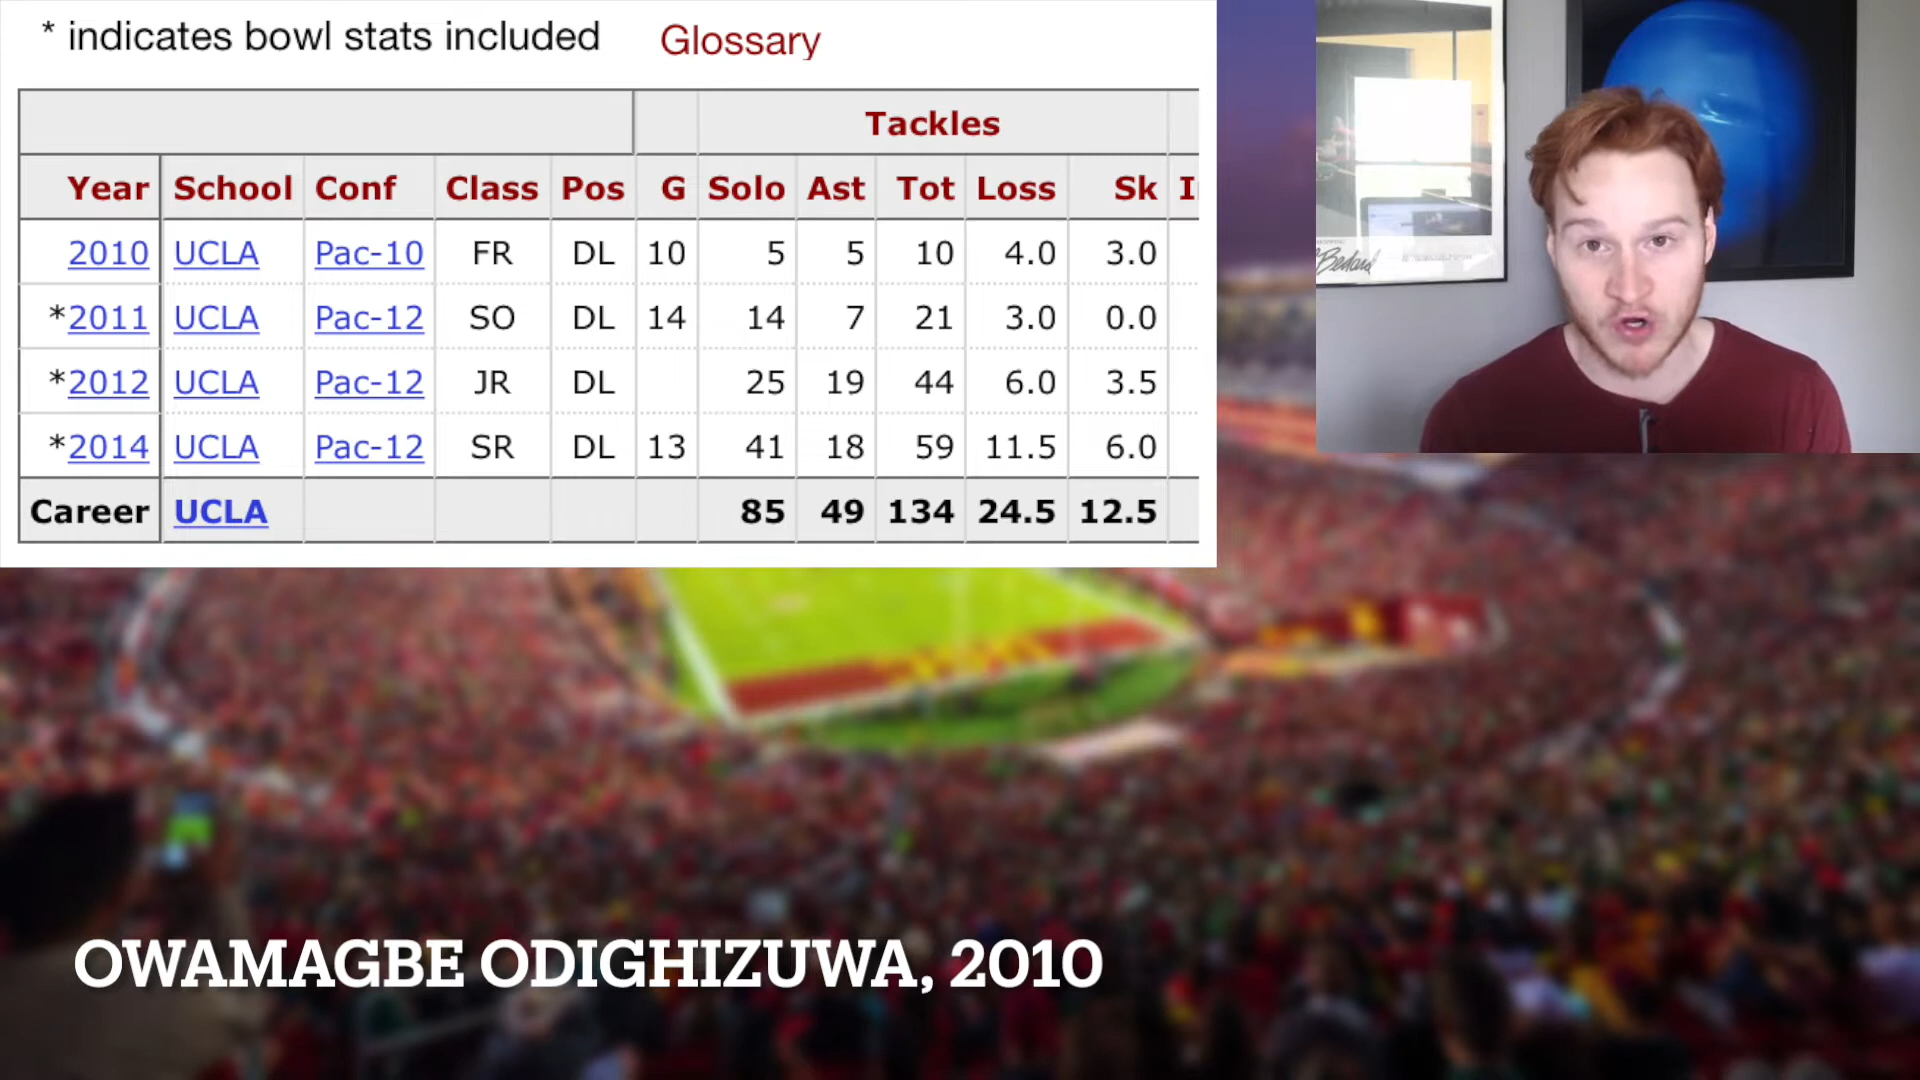 * indicates bowl stats included Glossary
Tackles
Year School Conf Class Pos G Solo Ast Tot Loss Sk
2010 UCLA Pac-10 FR DL 10 5 5 10 4.0 3.0
*2011 UCLA Pac-12 SO DL 14 14 7 21 3.0 0.0
*2012 UCLA Pac-12 JR DL 25 19 44 6.0 3.5
*2014 UCLA Pac-12 SR DL 13 41 18 59 11.5 6.0
Career UCLA 85 49 134 24.5 12.5
Bedard
OWAMAGBE ODIGHIZUWA, 2010